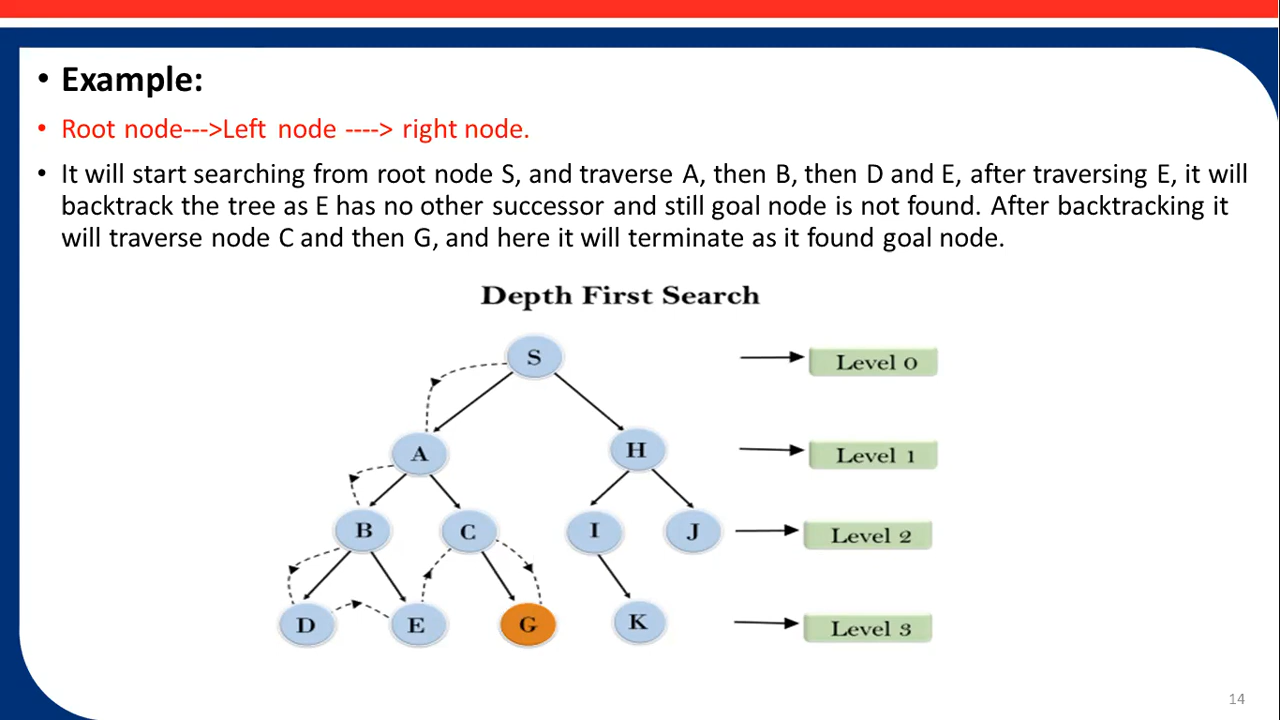 • Example:
• Root node--->Left node ----> right node.
• It will start searching from root node S, and traverse A, then B, then D and E, after traversing E, it will
backtrack the tree as E has no other successor and still goal node is not found. After backtracking it
will traverse node C and then G, and here it will terminate as it found goal node.
Depth First Search
S
Level 0
A
H
Level 1
B
C
I
J
Level 2
D
E
G
K
Level 3
14